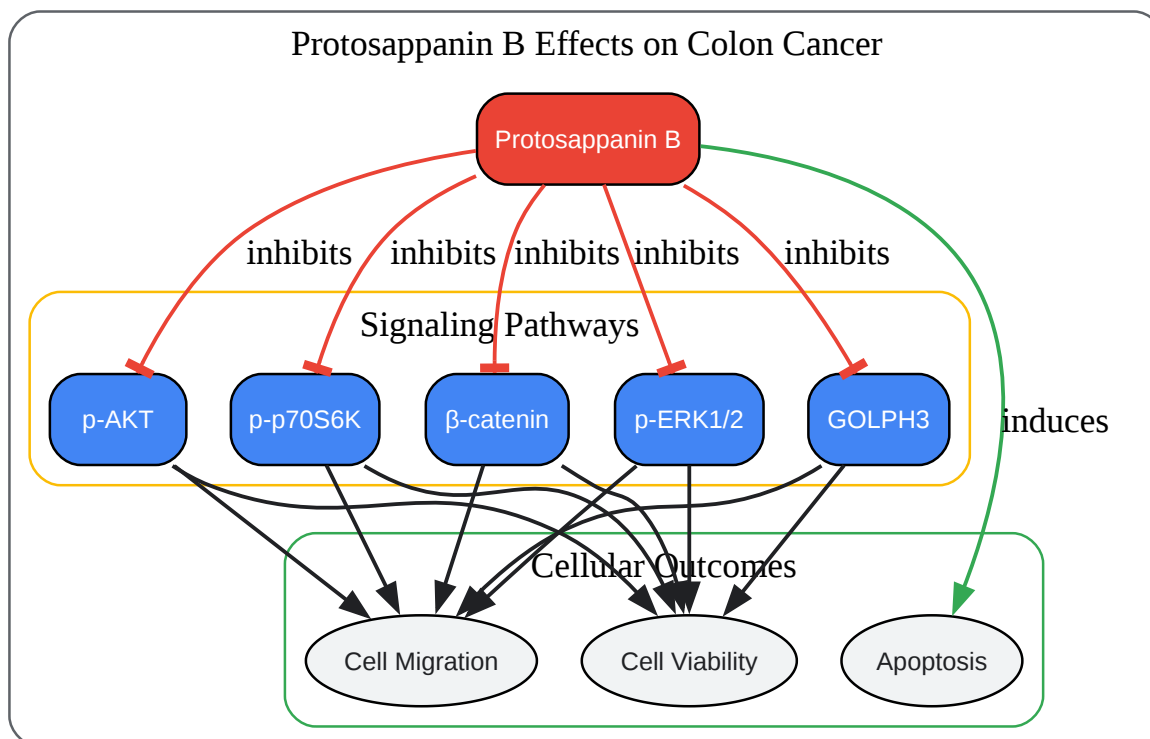 Protosappanin B Effects on Colon Cancer
Protosappanin B
inhibits inhibits inhibits inhibits inhibits
Signaling Pathways
p-AKT p-p70S6K β-catenin p-ERK1/2 GOLPH3
induces
Cellular Outcomes
Cell Migration Cell Viability Apoptosis